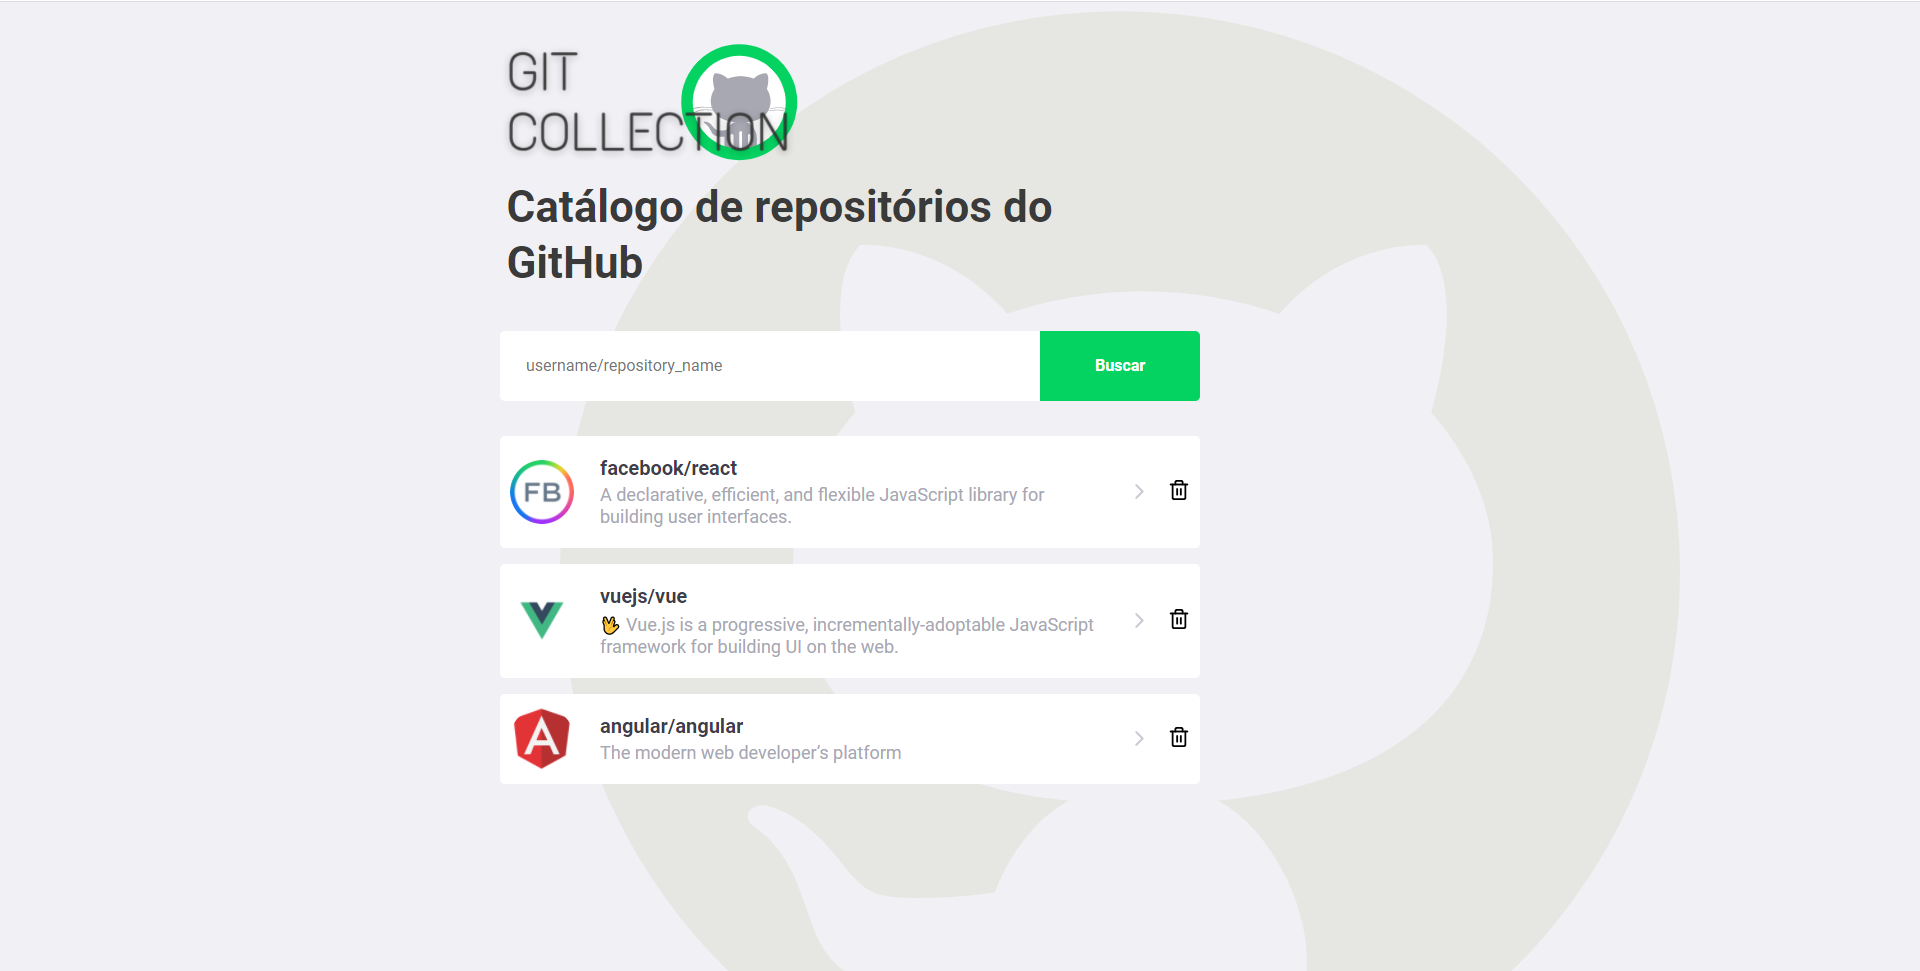 GIT
COLLECTION
Catálogo de repositórios do
GitHub
username/repository_name
Buscar
FB
facebook/react
A declarative, efficient, and flexible JavaScript library for
building user interfaces.
vuejs/vue
🖖 Vue.js is a progressive, incrementally-adoptable JavaScript
framework for building UI on the web.
A
angular/angular
The modern web developer’s platform